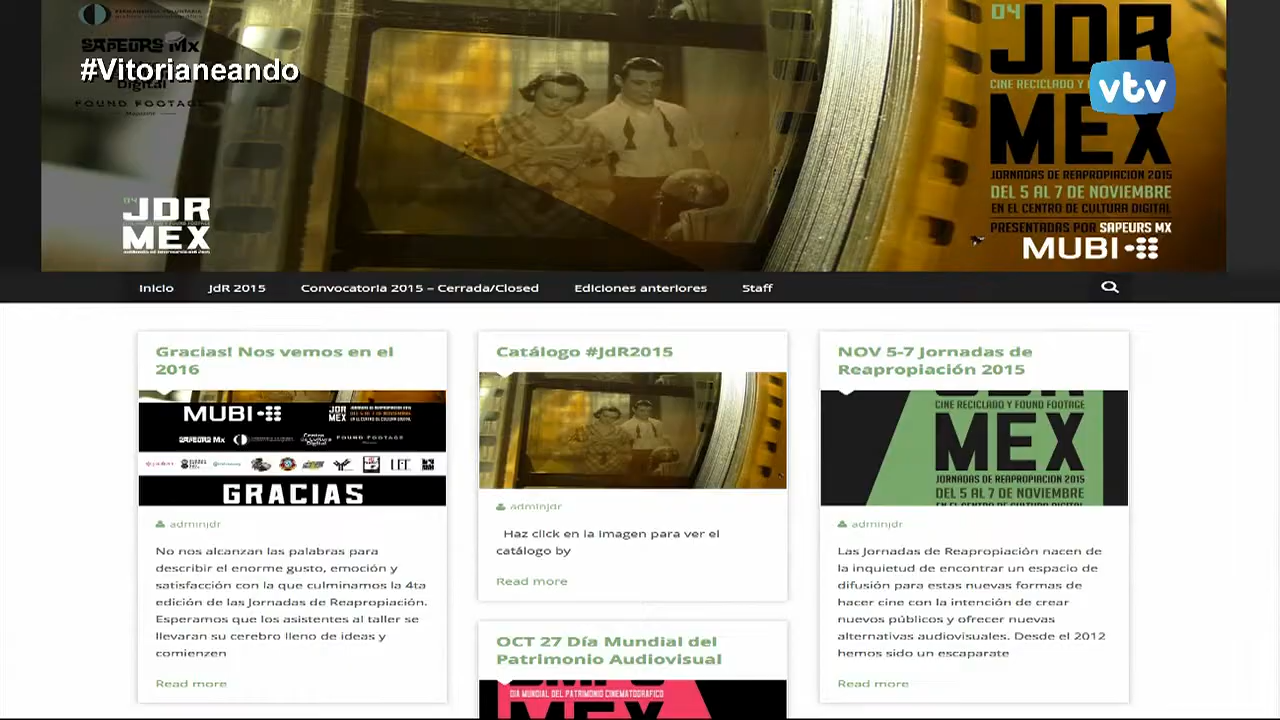 SAPEURS Mx
#Vitorianeando
Digital
FOUND FOOTAGE
04
JDR
MEX
04
JDR
CINE RECICLADO Y
MEX
JORNADAS DE REAPROPIACION 2015
DEL 5 AL 7 DE NOVIEMBRE
EN EL CENTRO DE CULTURA DIGITAL
PRESENTADAS POR SAPEURS MX
MUBI
vtv
Inicio
JdR 2015
Convocatoria 2015 – Cerrada/Closed
Ediciones anteriores
Staff
Gracias! Nos vemos en el
2016
MUBI
JDR
MEX
SAPEURS Mx
FOUND FOOTAGE
GRACIAS
adminjdr
No nos alcanzan las palabras para
describir el enorme gusto, emoción y
satisfacción con la que culminamos la 4ta
edición de las Jornadas de Reapropiación.
Esperamos que los asistentes al taller se
llevaran su cerebro lleno de ideas y
comienzen
Read more
Catálogo #JdR2015
adminjdr
Haz click en la imagen para ver el
catálogo by
Read more
OCT 27 Día Mundial del
Patrimonio Audiovisual
DIA MUNDIAL DEL PATRIMONIO CINEMATOGRAFICO
MEX
NOV 5-7 Jornadas de
Reapropiación 2015
CINE RECICLADO Y FOUND FOOTAGE
MEX
JORNADAS DE REAPROPIACION 2015
DEL 5 AL 7 DE NOVIEMBRE
EN EL CENTRO DE CULTURA DIGITAL
adminjdr
Las Jornadas de Reapropiación nacen de
la inquietud de encontrar un espacio de
difusión para estas nuevas formas de
hacer cine con la intención de crear
nuevos públicos y ofrecer nuevas
alternativas audiovisuales. Desde el 2012
hemos sido un escaparate
Read more